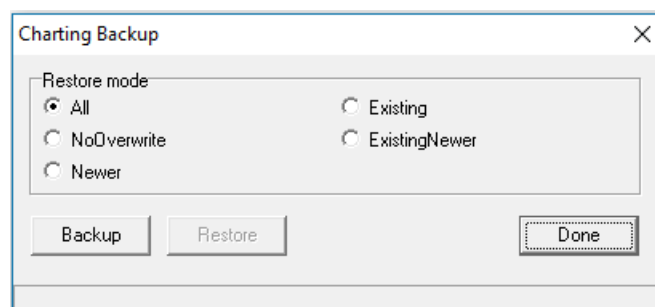 Charting Backup
Restore mode
All
Existing
NoOverwrite
ExistingNewer
Newer
Backup
Restore
Done